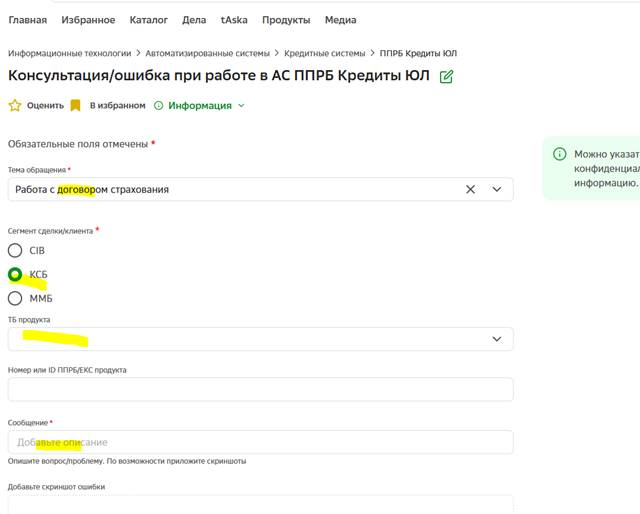 Главная Избранное Каталог Дела tAska Продукты Медиа
Информационные технологии > Автоматизированные системы > Кредитные системы > ППРБ Кредиты ЮЛ
Консультация/ошибка при работе в АС ППРБ Кредиты ЮЛ
Оценить В избранном Информация
Обязательные поля отмечены *
Можно указат
конфиденциал
информацию.
Тема обращения *
Работа с договором страхования
Сегмент сделки/клиента *
CIB
КСБ
ММБ
ТБ продукта
Номер или ID ППРБ/ЕКС продукта
Сообщение *
Добавьте описание
Опишите вопрос/проблему. По возможности приложите скриншоты
Добавьте скриншот ошибки